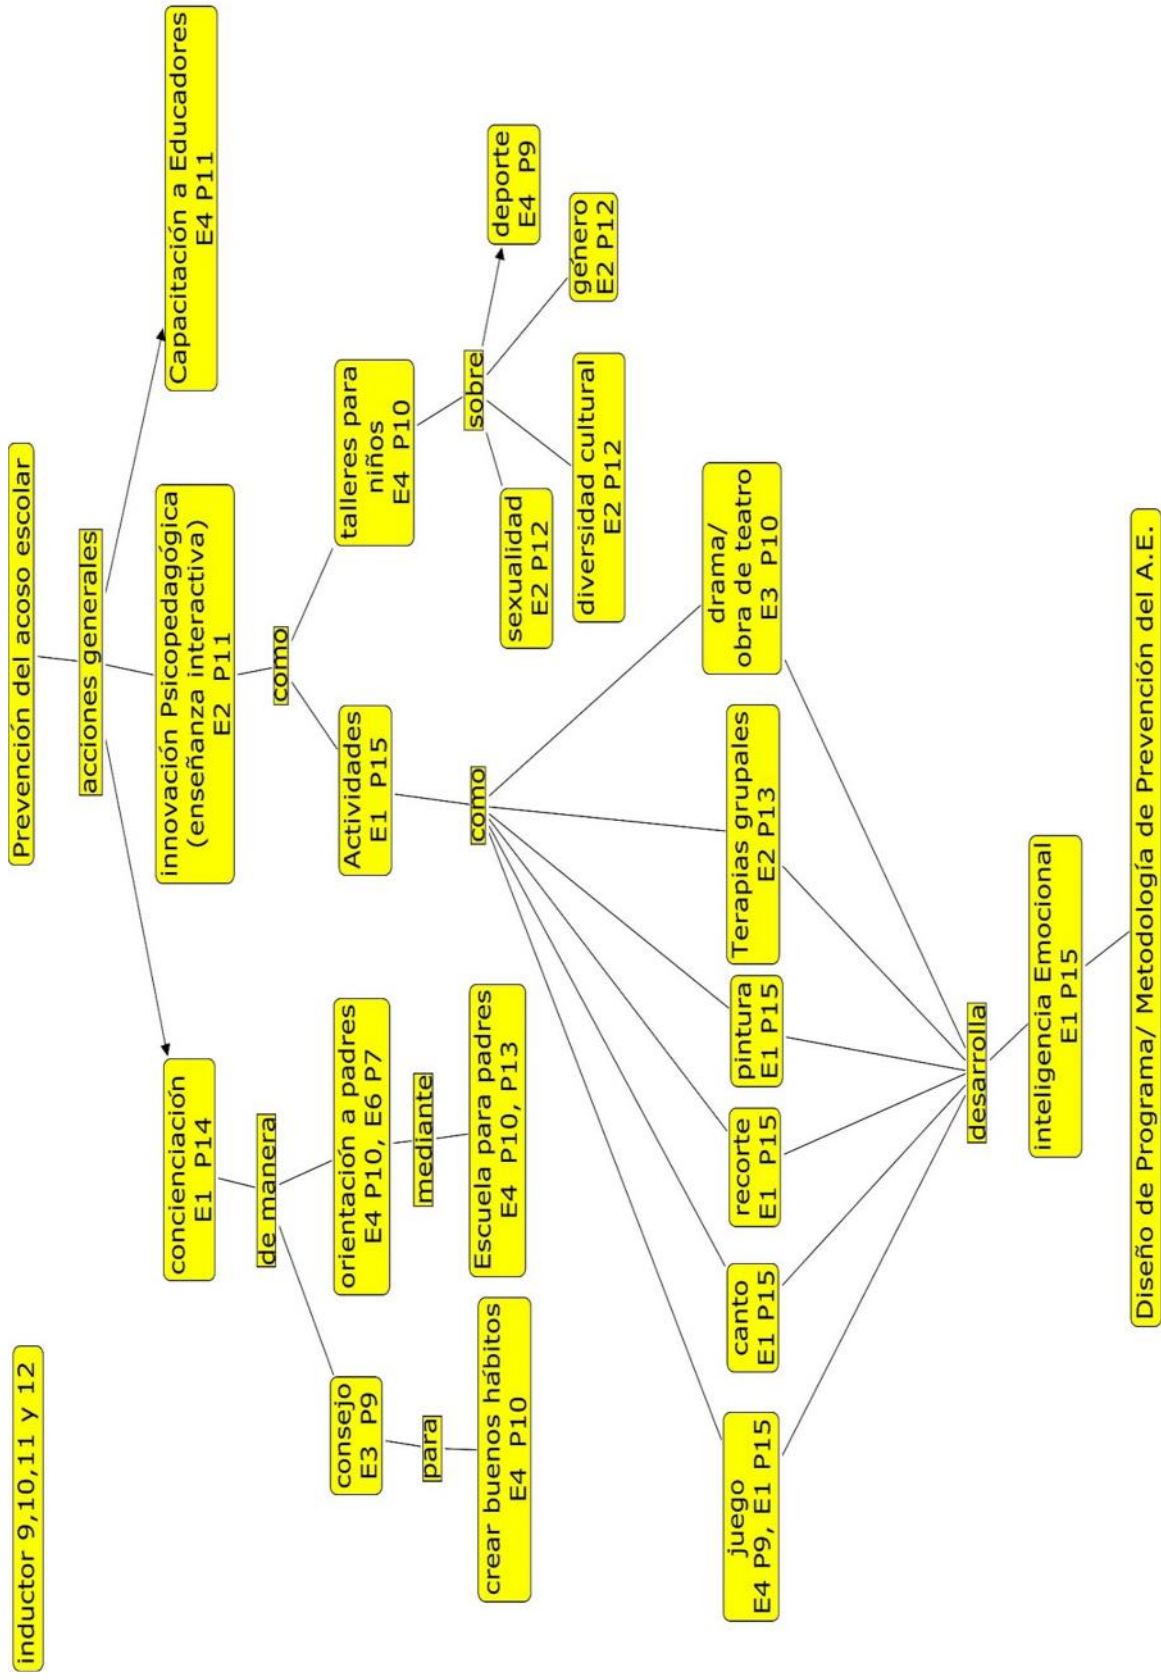 inductor 9,10,11 y 12
Prevención del acoso escolar
acciones generales
concienciación
E1 P14
innovación Psicopedagógica
(enseñanza interactiva)
E2 P11
Capacitación a Educadores
E4 P11
de manera
como
consejo
E3 P9
orientación a padres
E4 P10, E6 P7
Actividades
E1 P15
talleres para
niños
E4 P10
para
mediante
como
sobre
crear buenos hábitos
E4 P10
Escuela para padres
E4 P10, P13
sexualidad
E2 P12
deporte
E4 P9
diversidad cultural
E2 P12
género
E2 P12
juego
E4 P9, E1 P15
canto
E1 P15
recorte
E1 P15
pintura
E1 P15
Terapias grupales
E2 P13
drama/
obra de teatro
E3 P10
desarrolla
inteligencia Emocional
E1 P15
Diseño de Programa/ Metodología de Prevención del A.E.